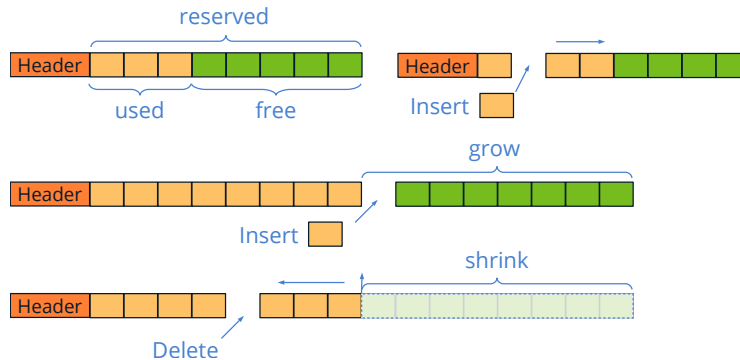 reserved
Header
Header
used
free
Insert
grow
Header
Insert
shrink
Header
Delete